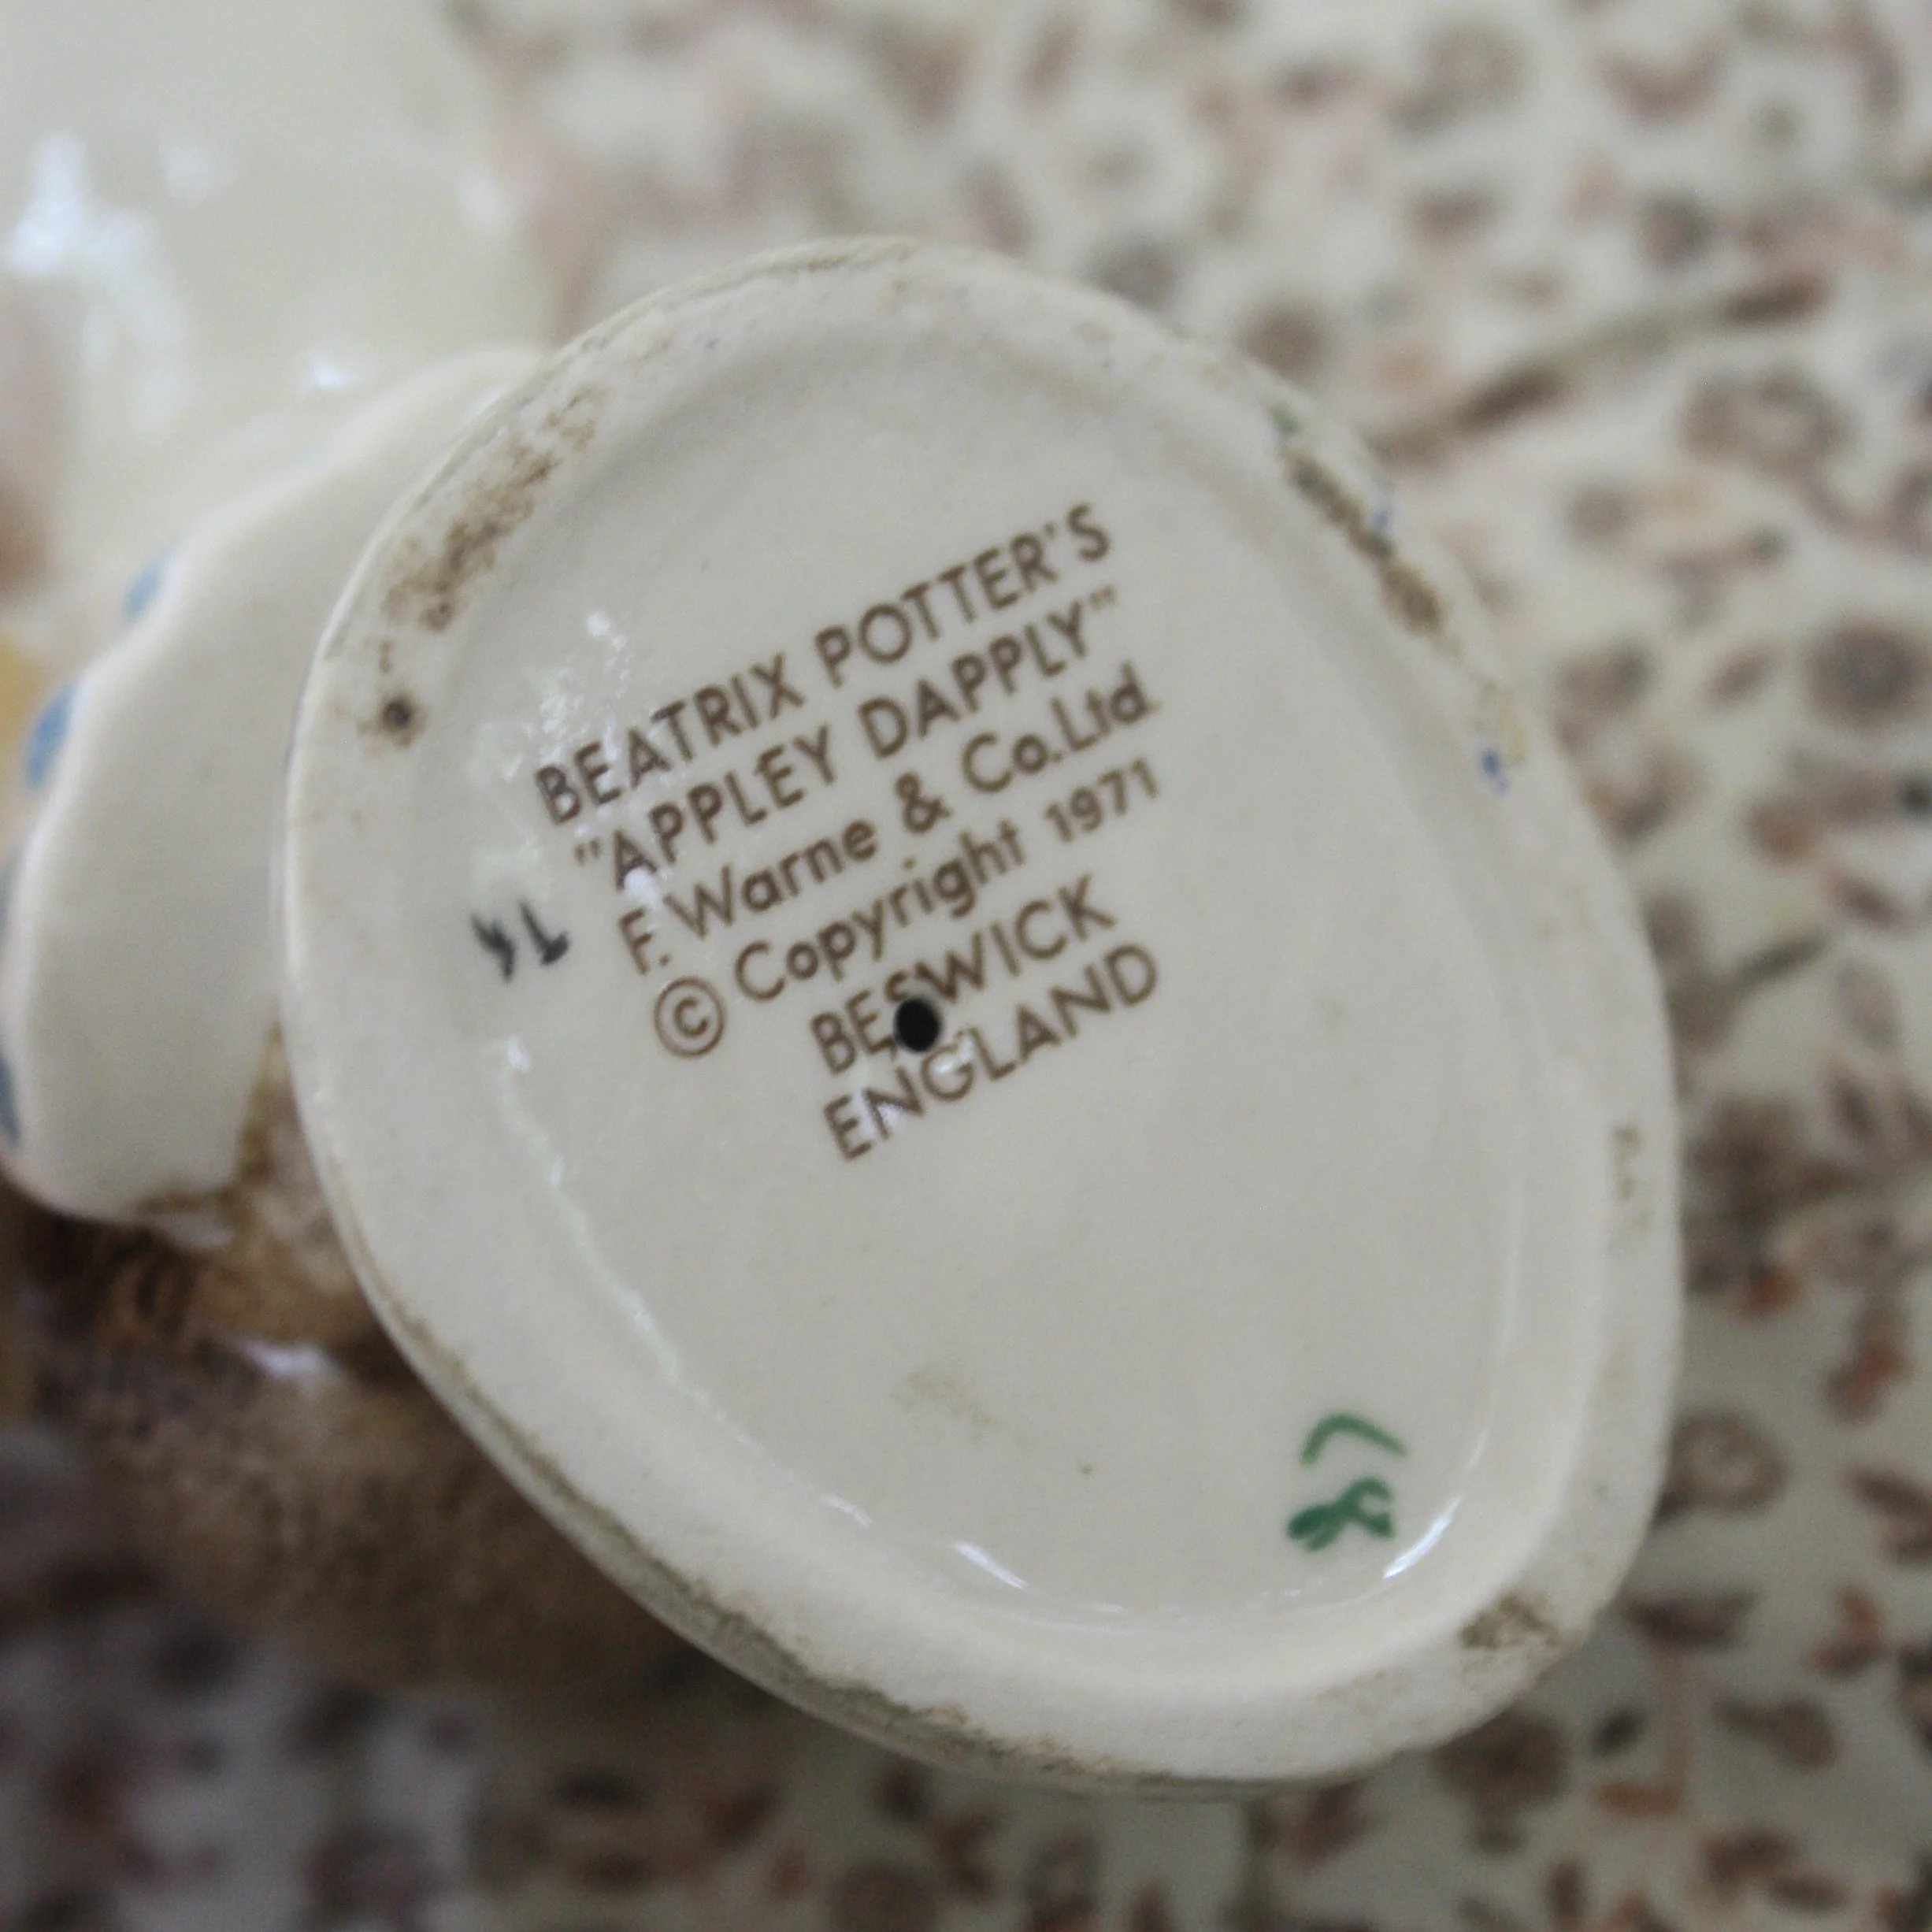 BEATRIX POTTER'S
"APPLEY DAPPLY"
F. Warne & Co.Ltd.
© Copyright 1971
BESWICK
ENGLAND